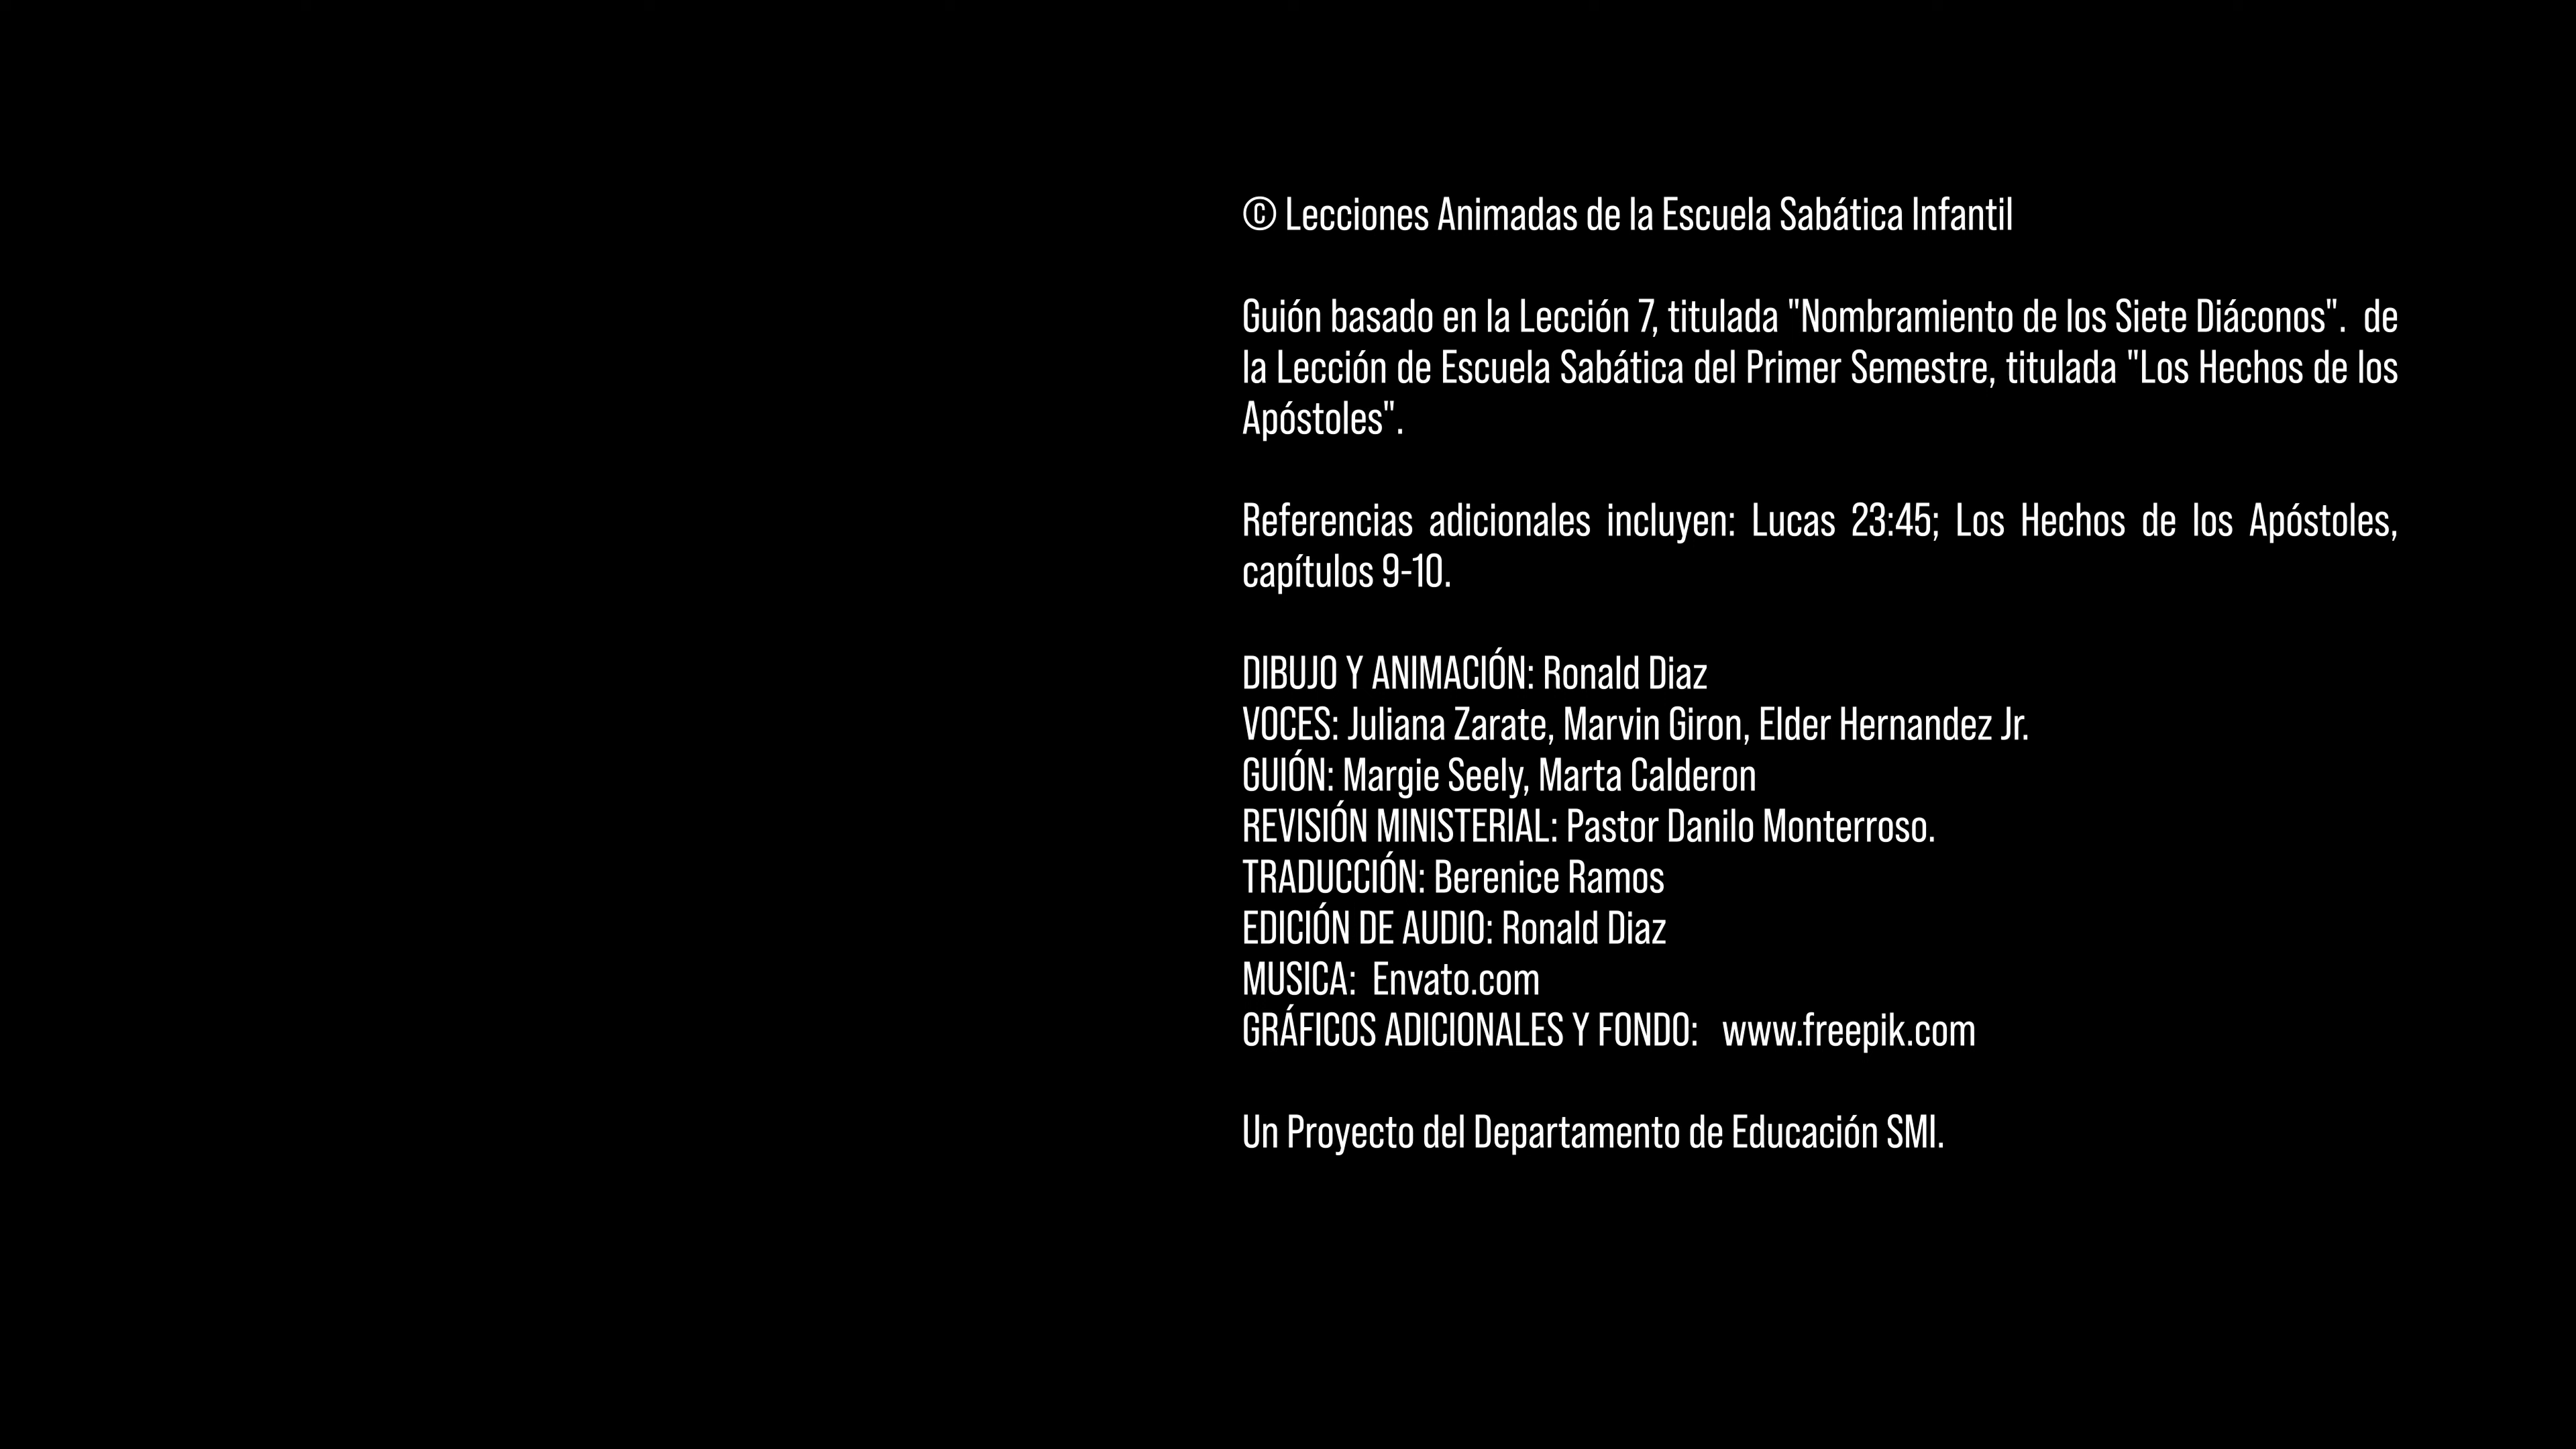 © Lecciones Animadas de la Escuela Sabática Infantil
Guión basado en la Lección 7, titulada "Nombramiento de los Siete Diáconos".  de
la Lección de Escuela Sabática del Primer Semestre, titulada "Los Hechos de los
Apóstoles".
Referencias adicionales incluyen: Lucas 23:45; Los Hechos de los Apóstoles,
capítulos 9-10.
DIBUJO Y ANIMACIÓN: Ronald Diaz
VOCES: Juliana Zarate, Marvin Giron, Elder Hernandez Jr.
GUIÓN: Margie Seely, Marta Calderon
REVISIÓN MINISTERIAL: Pastor Danilo Monterroso.
TRADUCCIÓN: Berenice Ramos
EDICIÓN DE AUDIO: Ronald Diaz
MUSICA:  Envato.com
GRÁFICOS ADICIONALES Y FONDO:   www.freepik.com
Un Proyecto del Departamento de Educación SMI.